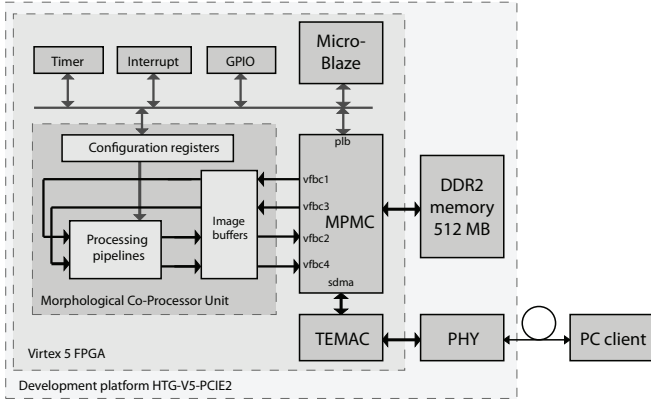 Micro-
Blaze
Timer
Interrupt
GPIO
Configuration registers
plb
vfbc1
vfbc3
MPMC
vfbc2
vfbc4
sdma
Image
buffers
Processing
pipelines
Morphological Co-Processor Unit
DDR2
memory
512 MB
TEMAC
PHY
PC client
Virtex 5 FPGA
Development platform HTG-V5-PCIE2